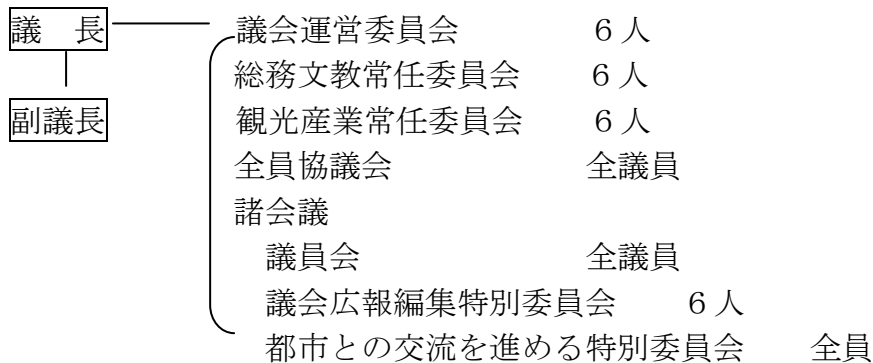 議　長　議会運営委員会　６人
総務文教常任委員会　６人
副議長　観光産業常任委員会　６人
全員協議会　全議員
諸会議
議員会　全議員
議会広報編集特別委員会　６人
都市との交流を進める特別委員会　全員